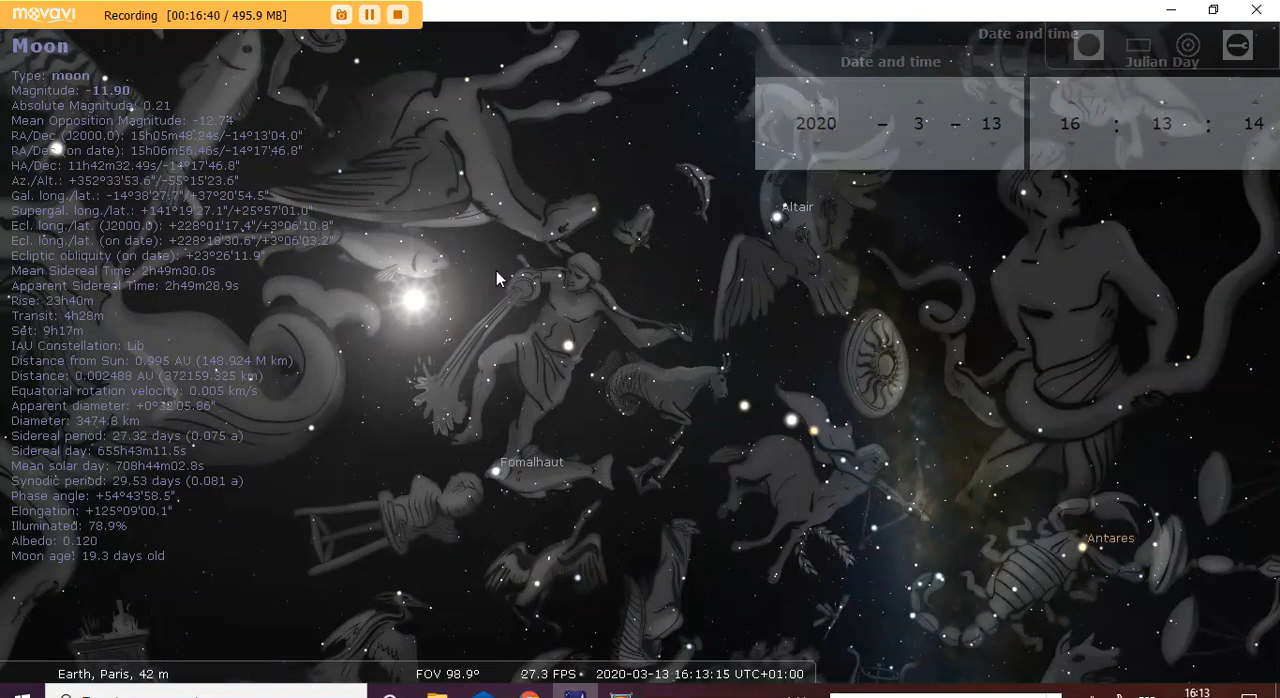 movavi
Recording [00:16:40 / 495.9 MB]
Moon
Type: moon
Magnitude: -11.90
Absolute Magnitude: 0.21
Mean Opposition Magnitude: -12.74
RA/Dec (J2000.0): 15h05m48.24s/-14°13'04.0"
RA/Dec (on date): 15h06m56.46s/-14°17'46.8"
HA/Dec: 11h42m32.49s/-14°17'46.8"
Az./Alt.: +352°33'53.6"/-55°15'23.6"
Gal. long./lat.: -14°38'27.7"/+37°20'54.5"
Supergal. long./lat.: +141°19'27.1"/+25°57'01.0"
Ecl. long./lat. (J2000.0): +228°01'17.4"/+3°06'10.8"
Ecl. long./lat. (on date): +228°18'30.6"/+3°06'03.2"
Ecliptic obliquity (on date): +23°26'11.9"
Mean Sidereal Time: 2h49m30.0s
Apparent Sidereal Time: 2h49m28.9s
Rise: 23h40m
Transit: 4h28m
Set: 9h17m
IAU Constellation: Lib
Distance from Sun: 0.995 AU (148.924 M km)
Distance: 0.002488 AU (372159.325 km)
Equatorial rotation velocity: 0.005 km/s
Apparent diameter: +0°32'05.86"
Diameter: 3474.8 km
Sidereal period: 27.32 days (0.075 a)
Sidereal day: 655h43m11.5s
Mean solar day: 708h44m02.8s
Synodic period: 29.53 days (0.081 a)
Phase angle: +54°43'58.5"
Elongation: +125°09'00.1"
Illuminated: 78.9%
Albedo: 0.120
Moon age: 19.3 days old
Date and time
Date and time
Julian Day
2020 - 3 - 13 16 : 13 : 14
Altair
Fomalhaut
Antares
Earth, Paris, 42 m FOV 98.9° 27.3 FPS 2020-03-13 16:13:15 UTC+01:00
16:13